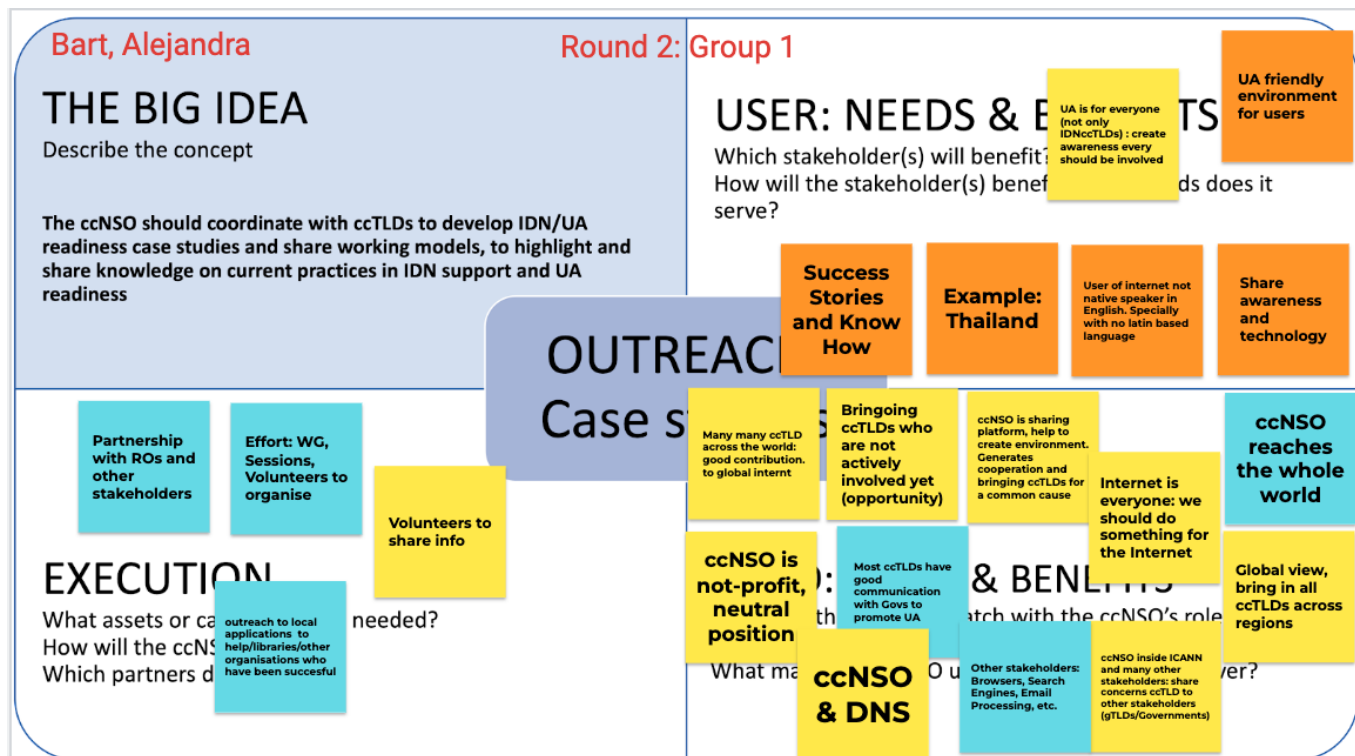 Bart, Alejandra
Round 2: Group 1
THE BIG IDEA
Describe the concept
The ccNSO should coordinate with ccTLDs to develop IDN/UA
readiness case studies and share working models, to highlight and
share knowledge on current practices in IDN support and UA
readiness
USER: NEEDS & B
TS
Which stakeholder(s) will benefit?
How will the stakeholder(s) benef
ds does it
serve?
UA is for everyone
(not only
IDNccTLDs) : create
awareness every
should be involved
UA friendly
environment
for users
Success
Stories
and Know
How
Example:
Thailand
User of internet not
native speaker in
English. Specially
with no latin based
language
Share
awareness
and
technology
OUTREAC
Case s
s
Partnership
with ROs and
other
stakeholders
Effort: WG,
Sessions,
Volunteers to
organise
Volunteers to
share info
EXECUTION
What assets or ca
needed?
How will the ccNS
Which partners d
outreach to local
applications to
help/libraries/other
organisations who
have been succesful
Many many ccTLD
across the world:
good contribution.
to global internt
Bringoing
ccTLDs who
are not
actively
involved yet
(opportunity)
ccNSO is sharing
platform, help to
create environment.
Generates
cooperation and
bringing ccTLDs for
a common cause
Internet is
everyone: we
should do
something for
the Internet
ccNSO
reaches
the whole
world
ccNSO is
not-profit,
neutral
position
Most ccTLDs have
good
communication
with Govs to
promote UA
Global view,
bring in all
ccTLDs across
regions
& BENEFITS
atch with the ccNSO's role
What ma
O u
ver?
ccNSO
& DNS
Other stakeholders:
Browsers, Search
Engines, Email
Processing, etc.
ccNSO inside ICANN
and many other
stakeholders: share
concerns ccTLD to
other stakeholders
(gTLDs/Governments)